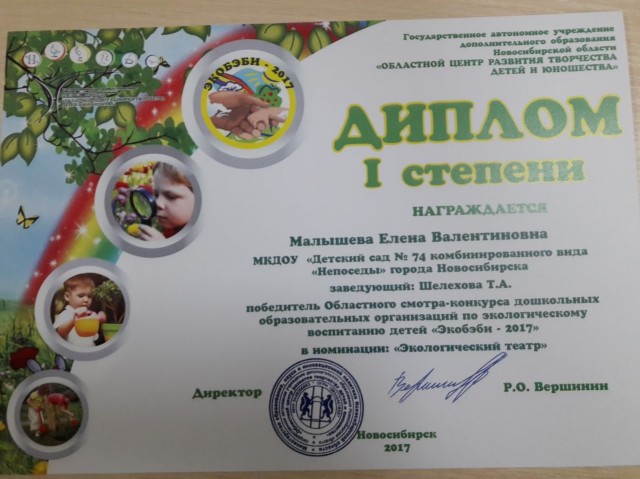 Государственное автономное учреждение
дополнительного образования
Новосибирской области
«ОБЛАСТНОЙ ЦЕНТР РАЗВИТИЯ ТВОРЧЕСТВА
ДЕТЕЙ И ЮНОШЕСТВА»
ЭКОБЭБИ - 2017
ДИПЛОМ
I степени
НАГРАЖДАЕТСЯ
Малышева Елена Валентиновна
МКДОУ «Детский сад № 74 комбинированного вида
«Непоседы» города Новосибирска
заведующий: Шелехова Т.А.
победитель Областного смотра-конкурса дошкольных
образовательных организаций по экологическому
воспитанию детей «Экобэби - 2017»
в номинации: «Экологический театр»
Директор
Р.О. Вершинин
Новосибирск
2017